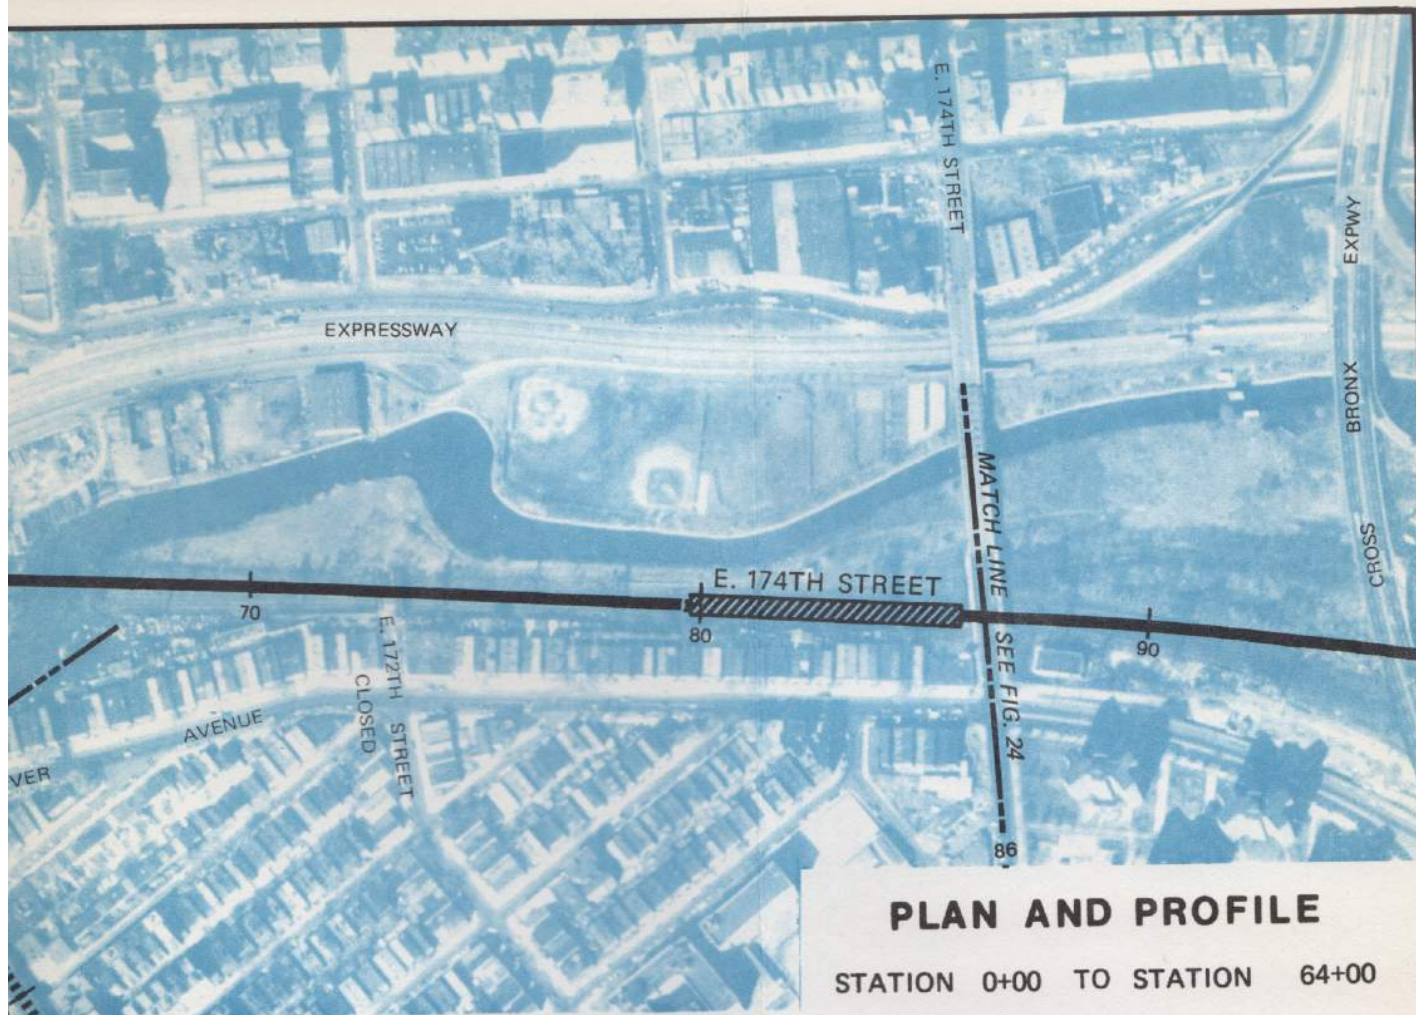 E. 174TH STREET
EXPWY
EXPRESSWAY
BRONX
CROSS
MATCH LINE SEE FIG. 24
E. 174TH STREET
70
80
90
E. 172TH STREET
CLOSED
AVENUE
VER
86
PLAN AND PROFILE
STATION 0+00 TO STATION 64+00